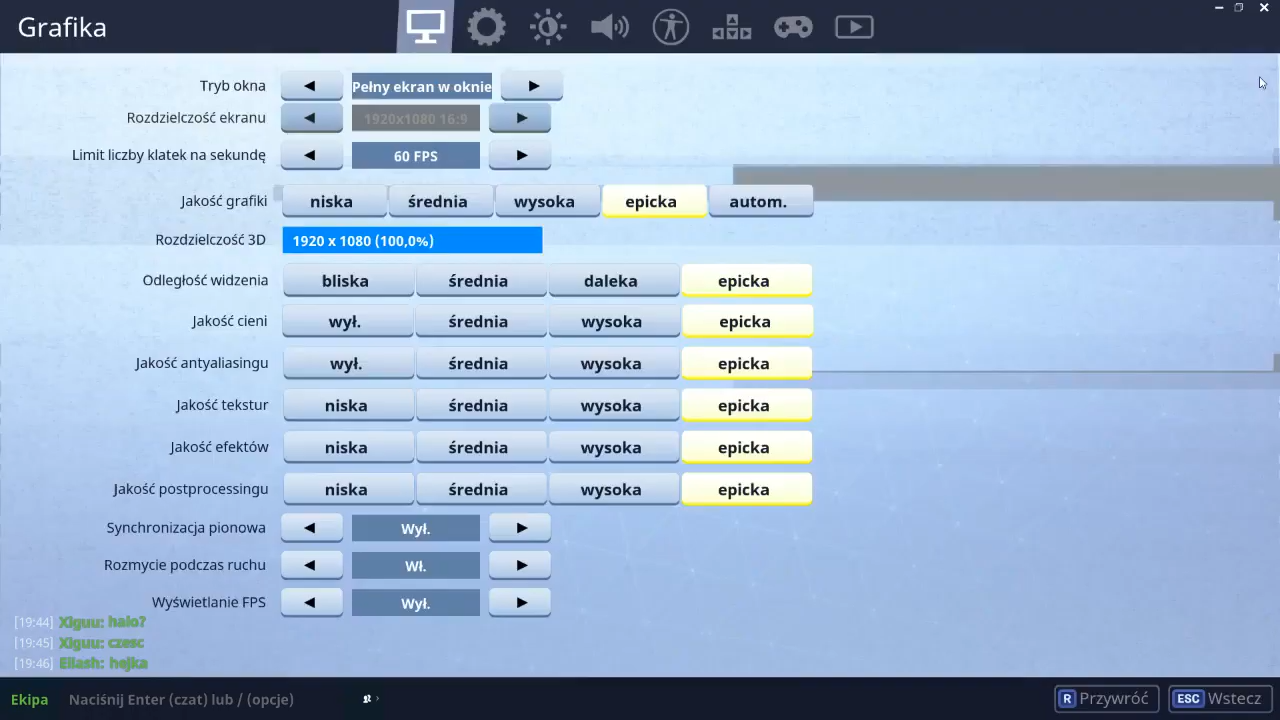 Grafika
Tryb okna Pełny ekran w oknie
Rozdzielczość ekranu 1920x1080 16:9
Limit liczby klatek na sekundę 60 FPS
Jakość grafiki niska średnia wysoka epicka autom.
Rozdzielczość 3D 1920 x 1080 (100,0%)
Odległość widzenia bliska średnia daleka epicka
Jakość cieni wył. średnia wysoka epicka
Jakość antyaliasingu wył. średnia wysoka epicka
Jakość tekstur niska średnia wysoka epicka
Jakość efektów niska średnia wysoka epicka
Jakość postprocessingu niska średnia wysoka epicka
Synchronizacja pionowa Wył.
Rozmycie podczas ruchu Wł.
Wyświetlanie FPS Wył.
[19:44] Xiguu: halo?
[19:45] Xiguu: czesc
[19:46] Ellash: hejka
Ekipa Naciśnij Enter (czat) lub / (opcje) R Przywróć ESC Wstecz